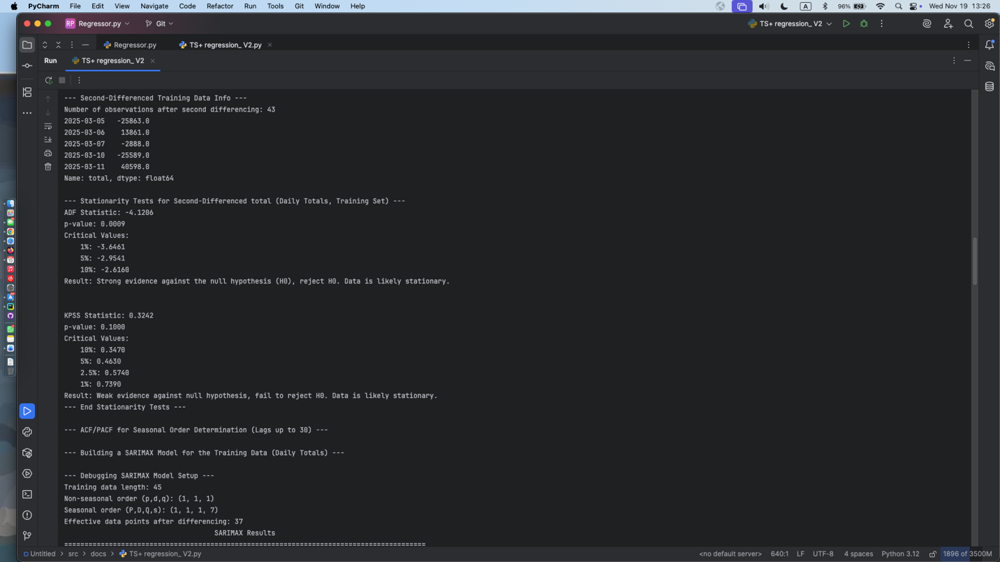 PyCharm File Edit View Navigate Code Refactor Run Tools Git Window Help A 96% Wed Nov 19 13:26
RP Regressor.py Git TS+ regression_ V2
Regressor.py TS+ regression_ V2.py
Run TS+ regression_ V2
--- Second-Differenced Training Data Info ---
Number of observations after second differencing: 43
2025-03-05   -25863.0
2025-03-06    13861.0
2025-03-07    -2888.0
2025-03-10   -25589.0
2025-03-11    40598.0
Name: total, dtype: float64
--- Stationarity Tests for Second-Differenced total (Daily Totals, Training Set) ---
ADF Statistic: -4.1206
p-value: 0.0009
Critical Values:
    1%: -3.6461
    5%: -2.9541
    10%: -2.6160
Result: Strong evidence against the null hypothesis (H0), reject H0. Data is likely stationary.
KPSS Statistic: 0.3242
p-value: 0.1000
Critical Values:
    10%: 0.3470
    5%: 0.4630
    2.5%: 0.5740
    1%: 0.7390
Result: Weak evidence against null hypothesis, fail to reject H0. Data is likely stationary.
--- End Stationarity Tests ---
--- ACF/PACF for Seasonal Order Determination (Lags up to 30) ---
--- Building a SARIMAX Model for the Training Data (Daily Totals) ---
--- Debugging SARIMAX Model Setup ---
Training data length: 45
Non-seasonal order (p,d,q): (1, 1, 1)
Seasonal order (P,D,Q,s): (1, 1, 1, 7)
Effective data points after differencing: 37
SARIMAX Results
=========================================================================================
Untitled > src > docs > TS+ regression_ V2.py <no default server> 640:1 LF UTF-8 4 spaces Python 3.12 1896 of 3500M